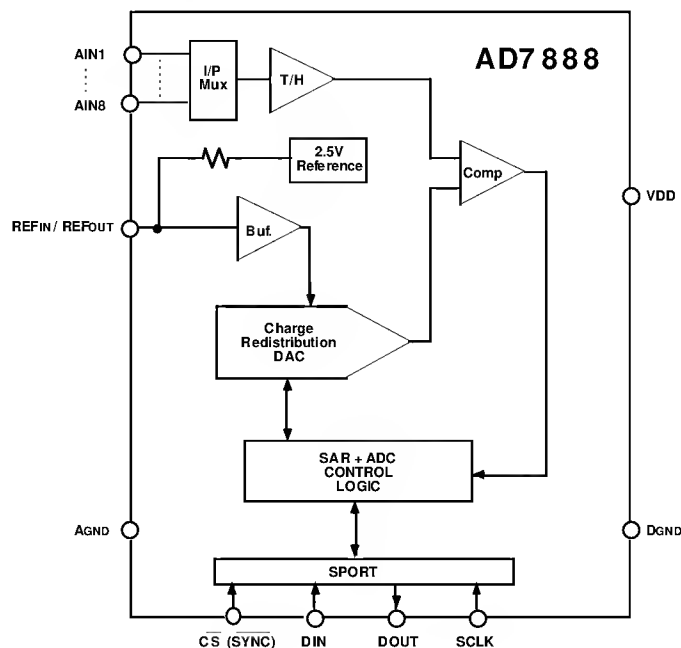 AD7888
AIN1
AIN8
I/P
Mux
T/H
2.5V
Reference
Comp
VDD
REFIN / REFOUT
Buf.
Charge
Redistribution
DAC
SAR + ADC
CONTROL
LOGIC
AGND
DGND
SPORT
CS (SYNC)
DIN
DOUT
SCLK